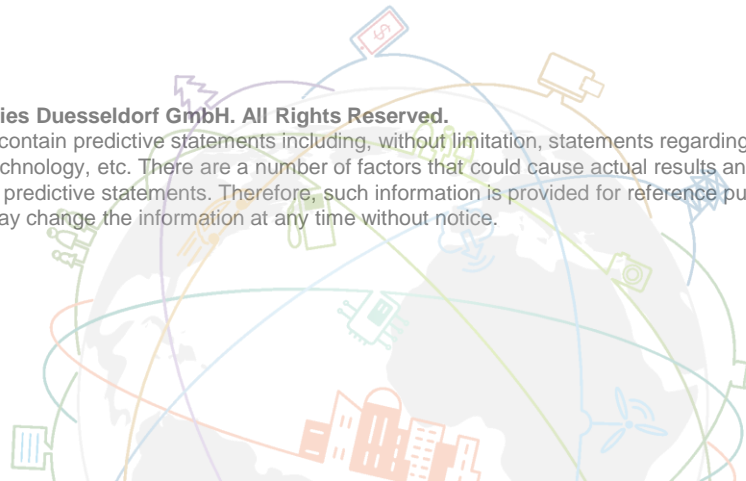 ies Duesseldorf GmbH. All Rights Reserved.
contain predictive statements including, without limitation, statements regarding
chnology, etc. There are a number of factors that could cause actual results an
predictive statements. Therefore, such information is provided for reference pu
ay change the information at any time without notice.